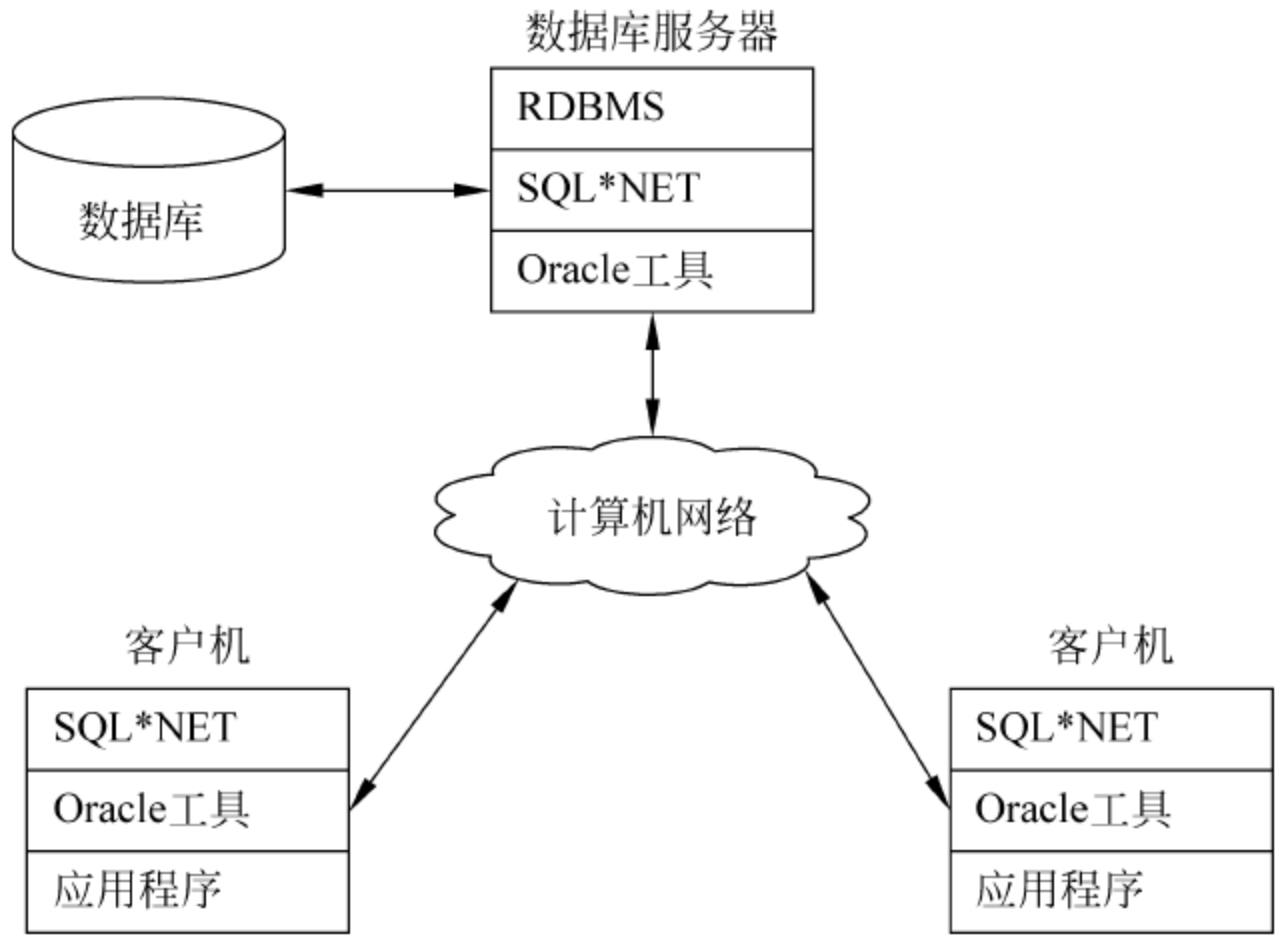 数据库服务器
RDBMS
SQL*NET
Oracle工具
数据库
计算机网络
客户机
SQL*NET
Oracle工具
应用程序
客户机
SQL*NET
Oracle工具
应用程序